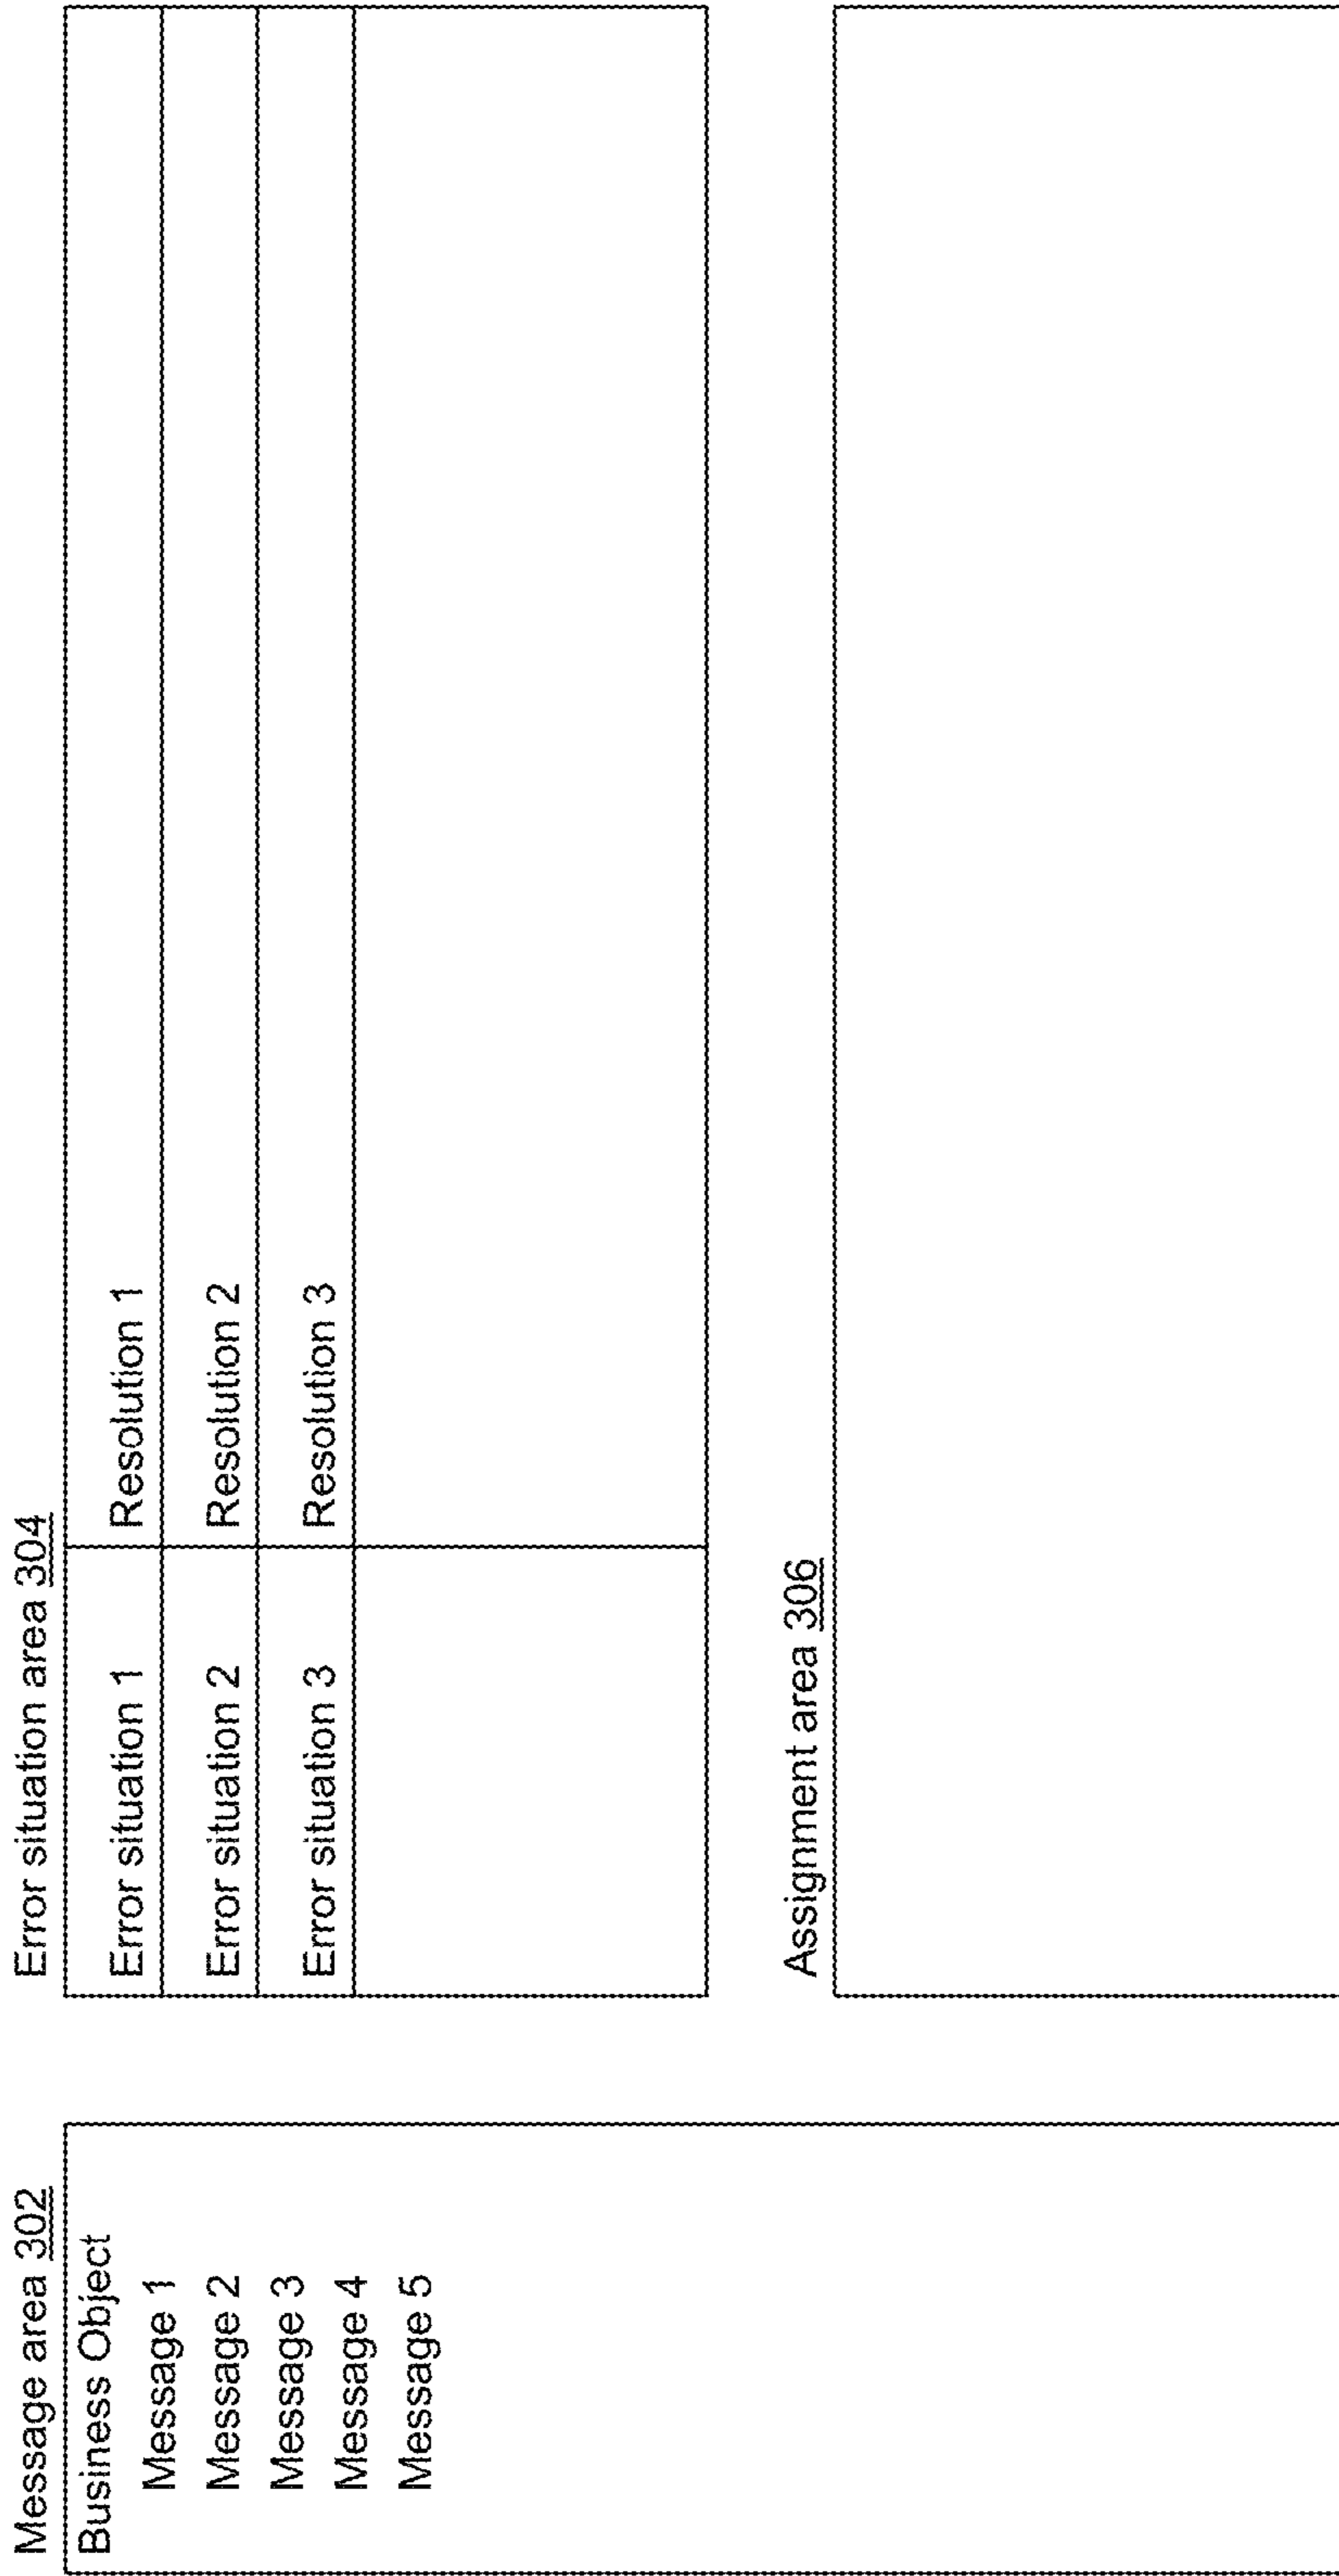 Message area 302
Business Object
Message 1
Message 2
Message 3
Message 4
Message 5
Error situation area 304
Error situation 1 Resolution 1
Error situation 2 Resolution 2
Error situation 3 Resolution 3
Assignment area 306